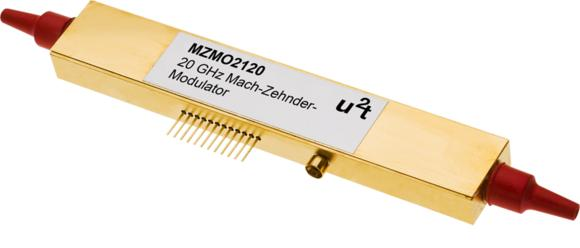 MZMO2120
20 GHz Mach-Zehnder-
Modulator
u2t